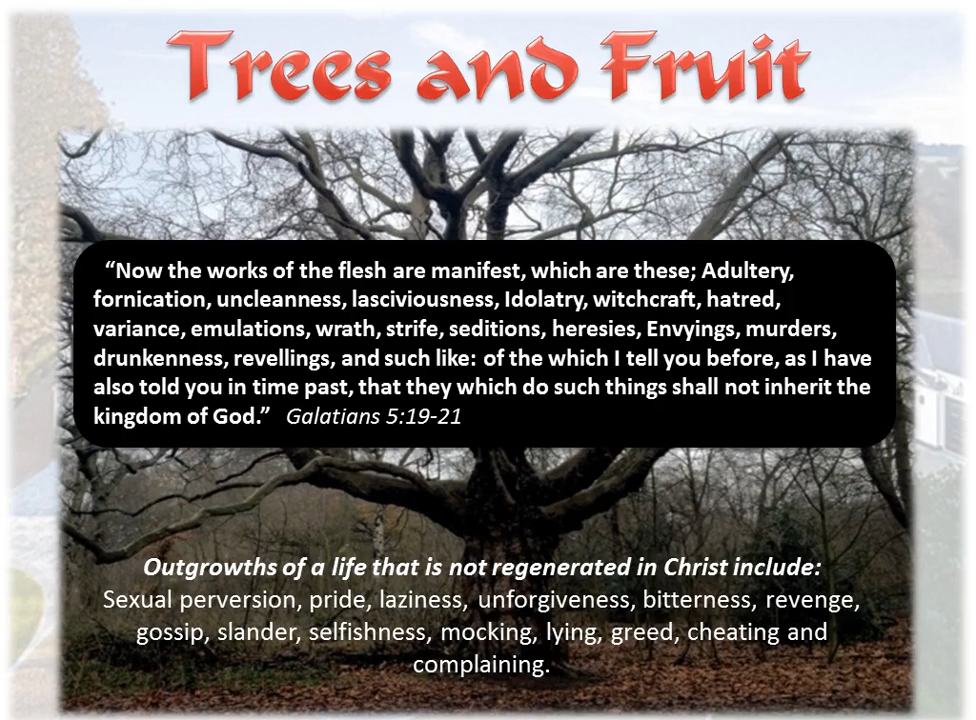 Trees and Fruit
“Now the works of the flesh are manifest, which are these; Adultery,
fornication, uncleanness, lasciviousness, Idolatry, witchcraft, hatred,
variance, emulations, wrath, strife, seditions, heresies, Envyings, murders,
drunkenness, revellings, and such like: of the which I tell you before, as I have
also told you in time past, that they which do such things shall not inherit the
kingdom of God.” Galatians 5:19-21
Outgrowths of a life that is not regenerated in Christ include:
Sexual perversion, pride, laziness, unforgiveness, bitterness, revenge,
gossip, slander, selfishness, mocking, lying, greed, cheating and
complaining.